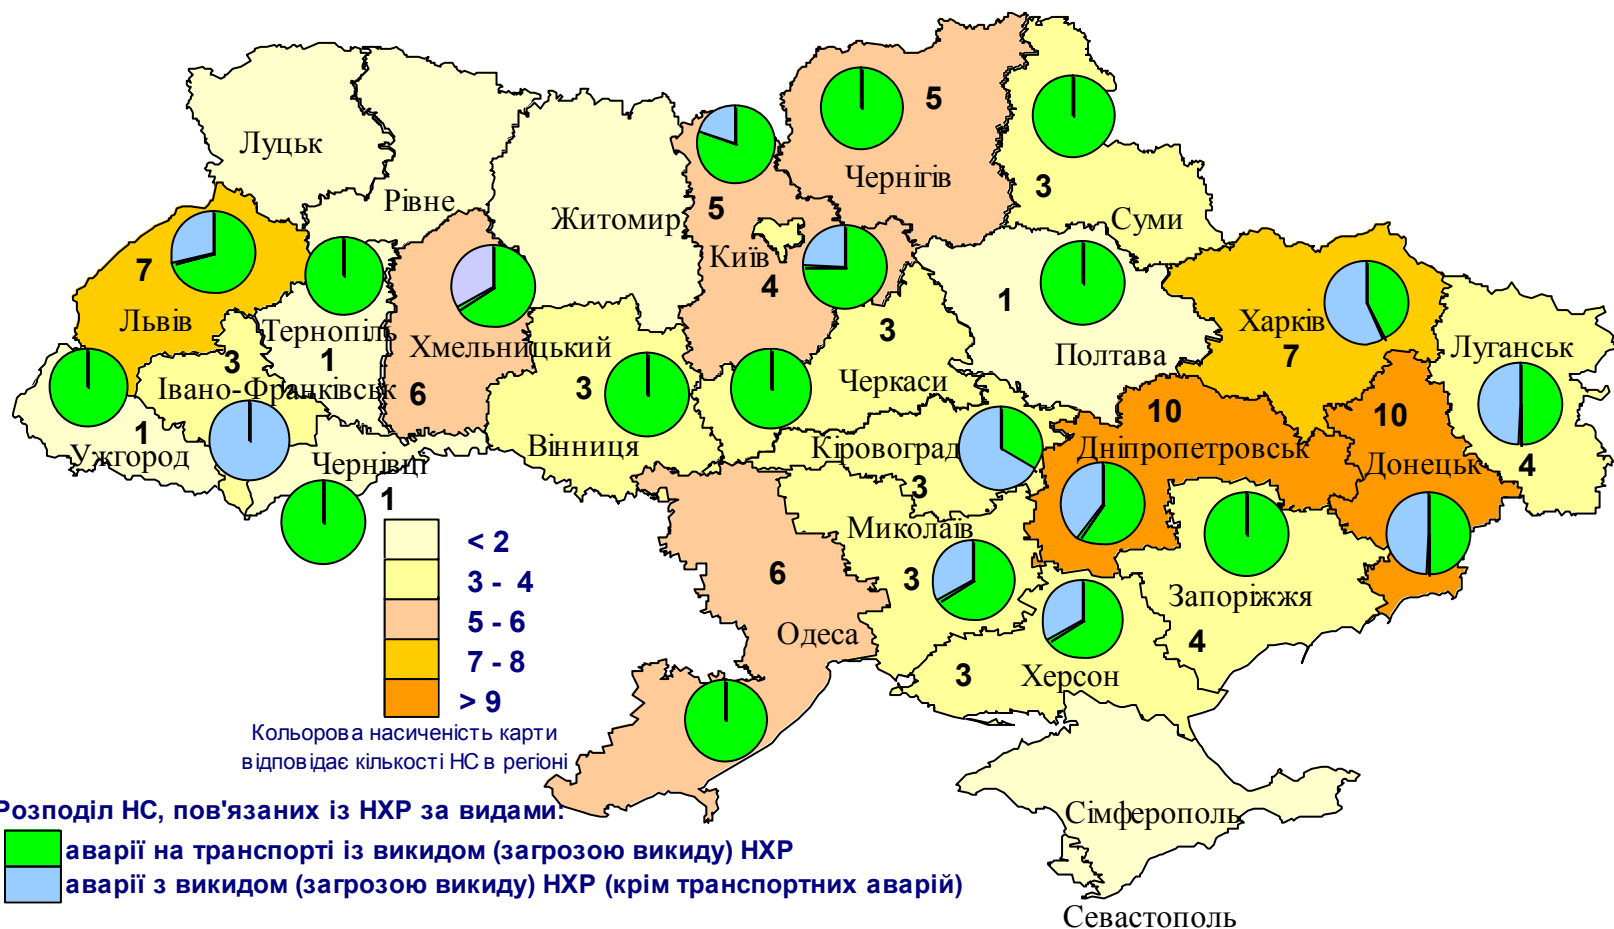 5
Луцьк
Чернігів
3
Рівне
Житомир
5
Суми
7
Київ
4
Львів
Тернопіль
Хмельницький
3
1
Харків
7
Полтава
Луганськ
3
1
Івано-Франківськ
6
3
Черкаси
10
10
1
Ужгород
Чернівці
1
Вінниця
Кіровоград
3
Дніпропетровськ
Донецьк
4
Миколаїв
3
6
Одеса
Запоріжжя
4
3
Херсон
Сімферополь
Севастополь
< 2
3 - 4
5 - 6
7 - 8
> 9
Кольорова насиченість карти
відповідає кількості НС в регіоні
Розподіл НС, пов'язаних із НХР за видами:
аварії на транспорті із викидом (загрозою викиду) НХР
аварії з викидом (загрозою викиду) НХР (крім транспортних аварій)